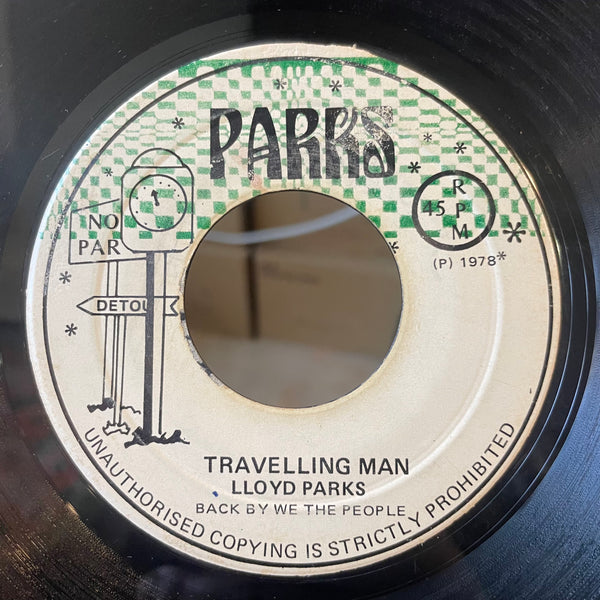 PARKS
NO
PAR
DETOU
45
R
P
M
(P) 1978
TRAVELLING MAN
LLOYD PARKS
BACK BY WE THE PEOPLE
UNAUTHORISED COPYING IS STRICTLY PROHIBITED